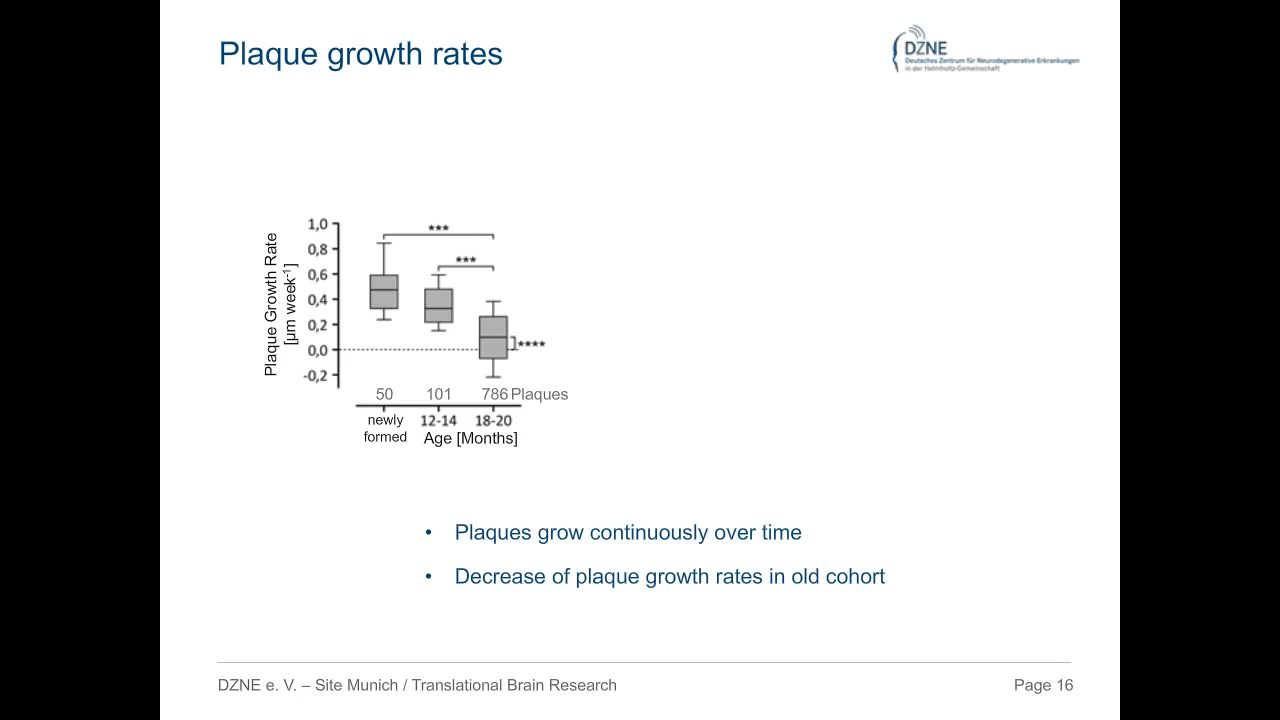 Plaque growth rates
DZNE
Deutsches Zentrum für Neurodegenerative Erkrankungen
in der Helmholtz-Gemeinschaft
Plaque Growth Rate
[µm week⁻¹]
1,0
0,8
0,6
0,4
0,2
0,0
-0,2
***
***
****
50 101 786 Plaques
newly
formed
12-14 18-20
Age [Months]
• Plaques grow continuously over time
• Decrease of plaque growth rates in old cohort
DZNE e. V. – Site Munich / Translational Brain Research
Page 16